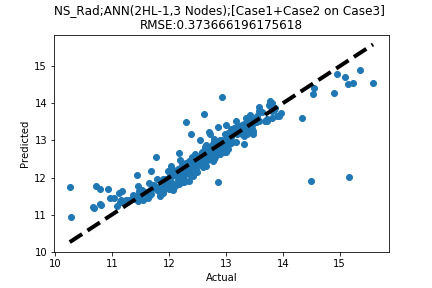 NS_Rad;ANN(2HL-1,3 Nodes);[Case1+Case2 on Case3]
RMSE:0.373666196175618
15
14
13
12
11
10
Predicted
10 11 12 13 14 15
Actual